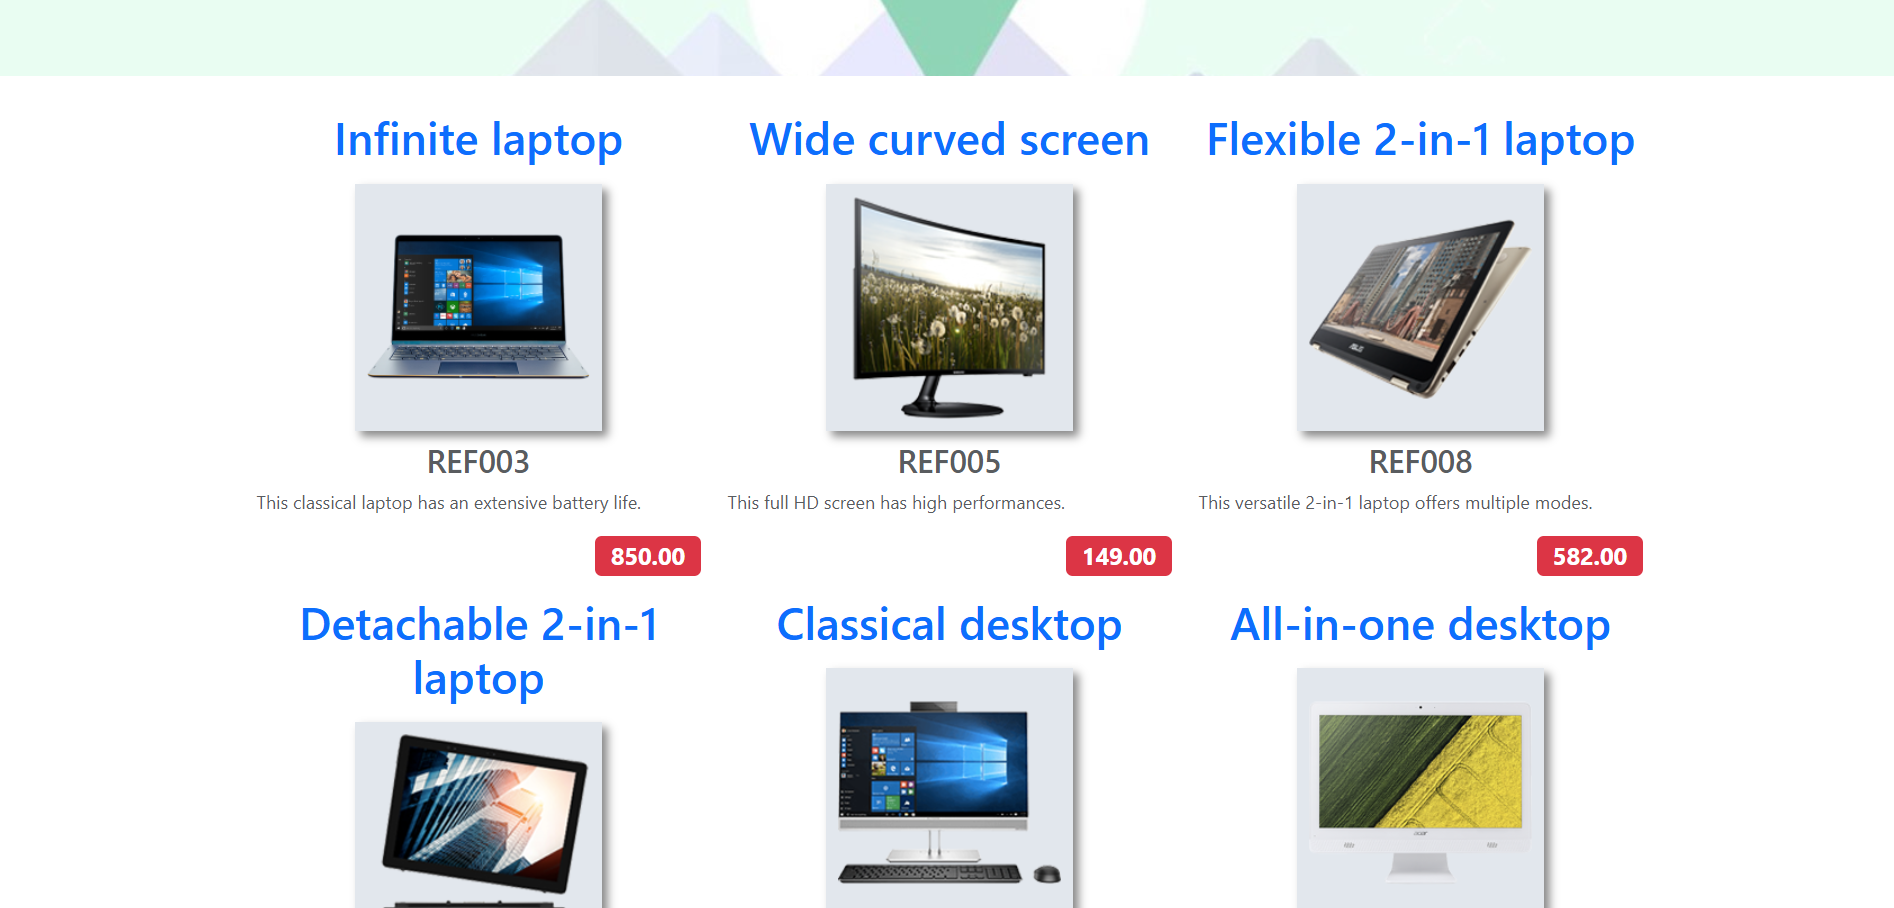 Infinite laptop
Wide curved screen
Flexible 2-in-1 laptop
REF003
REF005
REF008
This classical laptop has an extensive battery life.
This full HD screen has high performances.
This versatile 2-in-1 laptop offers multiple modes.
850.00
149.00
582.00
Detachable 2-in-1
laptop
Classical desktop
All-in-one desktop